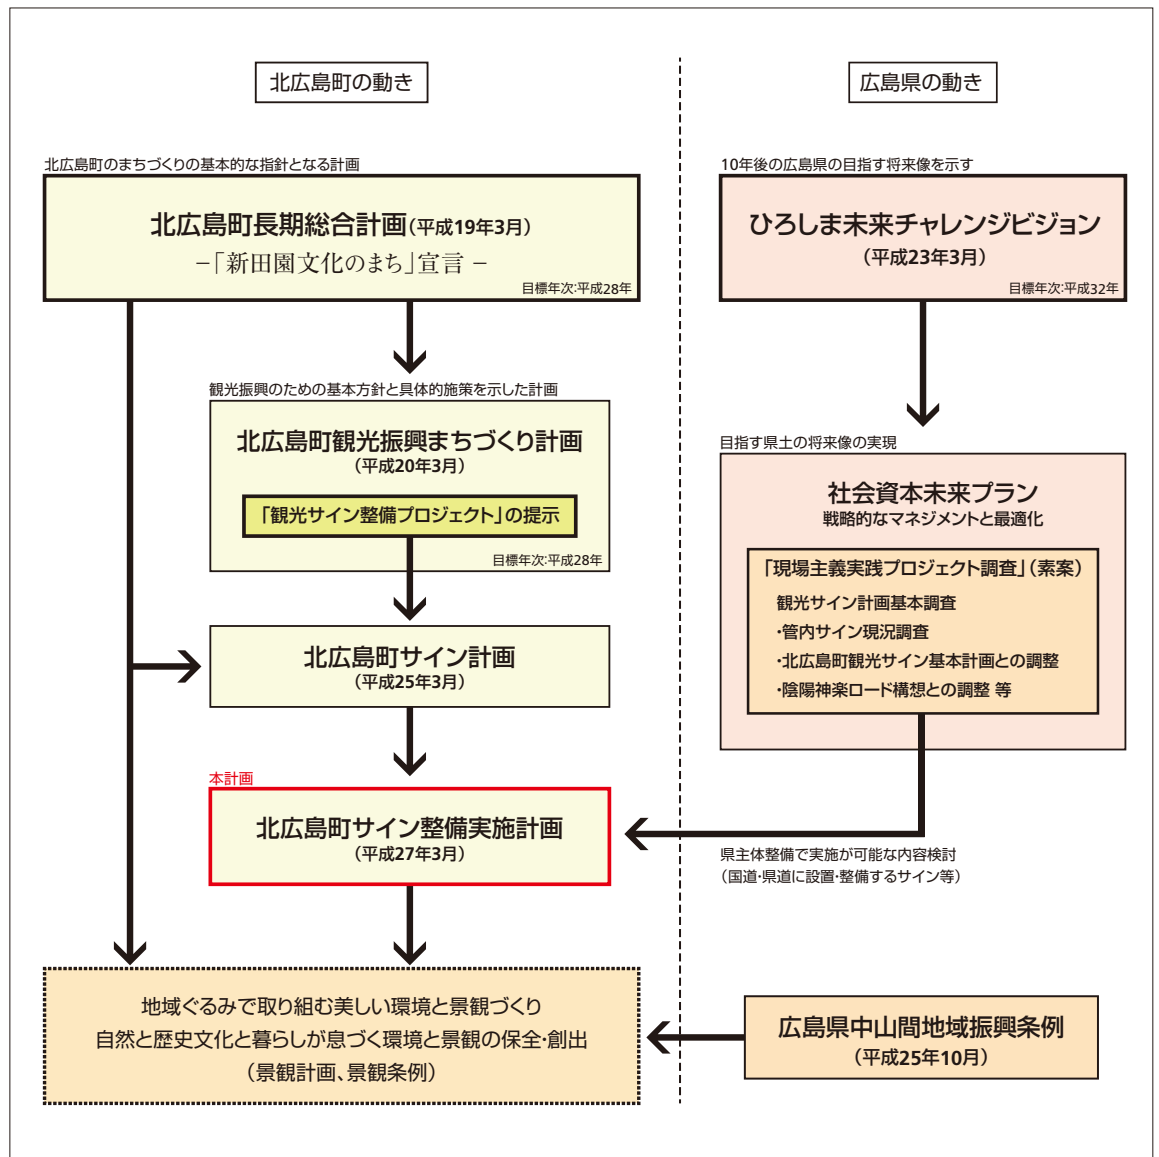 北広島町の動き
北広島町のまちづくりの基本的な指針となる計画
北広島町長期総合計画(平成19年3月)
−「新田園文化のまち」宣言 −
目標年次:平成28年
観光振興のための基本方針と具体的施策を示した計画
北広島町観光振興まちづくり計画
(平成20年3月)
「観光サイン整備プロジェクト」の提示
目標年次:平成28年
北広島町サイン計画
(平成25年3月)
本計画
北広島町サイン整備実施計画
(平成27年3月)
地域ぐるみで取り組む美しい環境と景観づくり
自然と歴史文化と暮らしが息づく環境と景観の保全・創出
(景観計画、景観条例)
広島県の動き
10年後の広島県の目指す将来像を示す
ひろしま未来チャレンジビジョン
(平成23年3月)
目標年次:平成32年
目指す県土の将来像の実現
社会資本未来プラン
戦略的なマネジメントと最適化
「現場主義実践プロジェクト調査」(素案)
観光サイン計画基本調査
・管内サイン現況調査
・北広島町観光サイン基本計画との調整
・陰陽神楽ロード構想との調整 等
県主体整備で実施が可能な内容検討
(国道・県道に設置・整備するサイン等)
広島県中山間地域振興条例
(平成25年10月)